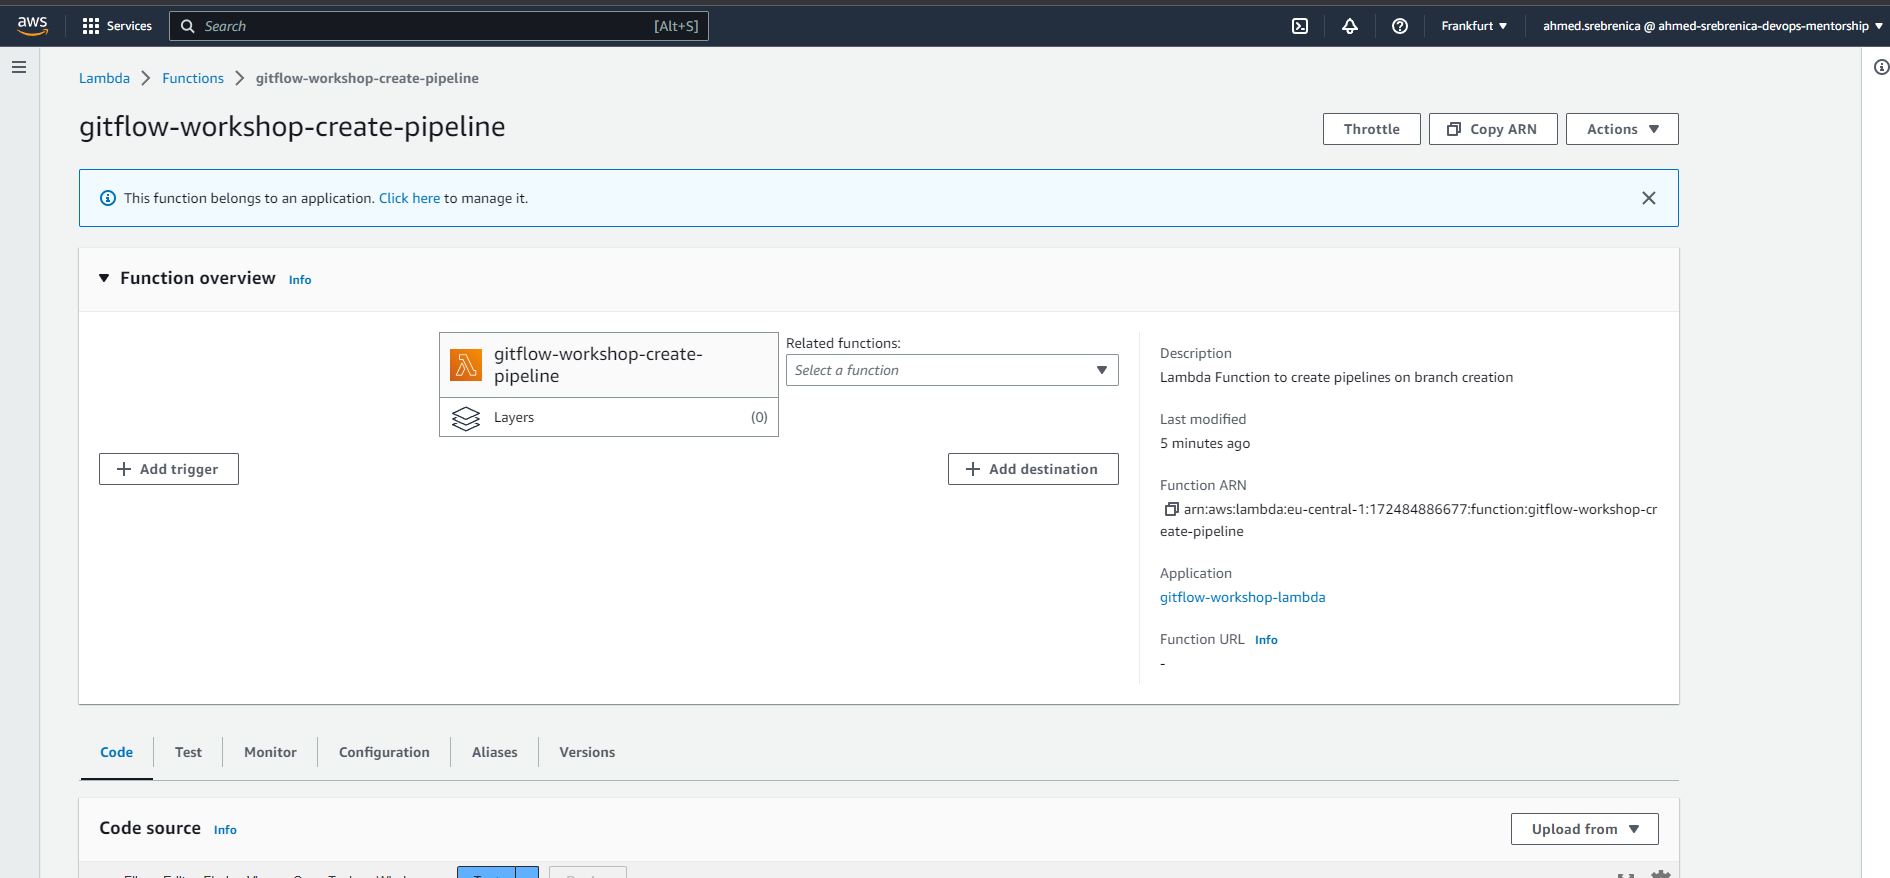 aws Services Search [Alt+S] Frankfurt ahmed.srebrenica @ ahmed-srebrenica-devops-mentorship
Lambda Functions gitflow-workshop-create-pipeline
gitflow-workshop-create-pipeline
Throttle Copy ARN Actions
This function belongs to an application. Click here to manage it.
Function overview Info
gitflow-workshop-create-
pipeline
Layers (0)
Related functions:
Select a function
Add trigger
Add destination
Description
Lambda Function to create pipelines on branch creation
Last modified
5 minutes ago
Function ARN
arn:aws:lambda:eu-central-1:172484886677:function:gitflow-workshop-cr
eate-pipeline
Application
gitflow-workshop-lambda
Function URL Info
-
Code Test Monitor Configuration Aliases Versions
Code source Info
Upload from